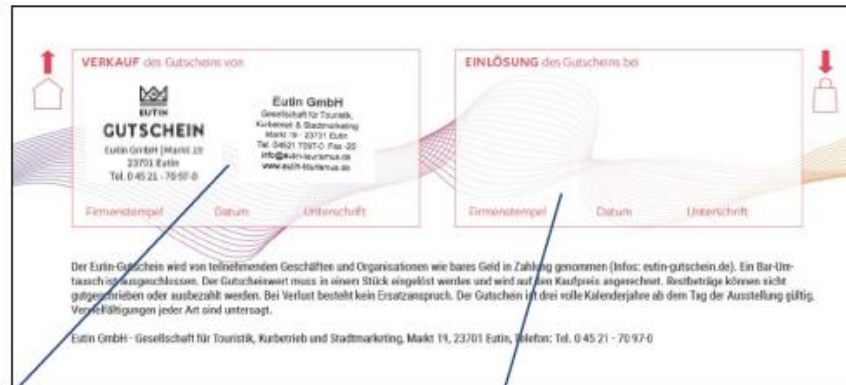 VERKAUF des Gutscheins von
EUTIN
GUTSCHEIN
Eutin GmbH | Markt 19
23701 Eutin
Tel. 0 45 21 - 70 97-0
Eutin GmbH
Gesellschaft für Touristik,
Kurbetrieb & Stadtmarketing
Markt 19 - 23701 Eutin
Tel. 04521 7097-0 Fax -20
info@eutin-tourismus.de
www.eutin-tourismus.de
Firmenstempel Datum Unterschrift
EINLÖSUNG des Gutscheins bei
Firmenstempel Datum Unterschrift
Der Eutin-Gutschein wird von teilnehmenden Geschäften und Organisationen wie bares Geld in Zahlung genommen (Infos: eutin-gutschein.de). Ein Bar-Um-
tausch ist ausgeschlossen. Der Gutscheinwert muss in einem Stück eingelöst werden und wird auf den Kaufpreis angerechnet. Restbeträge können nicht
gutgeschrieben oder ausbezahlt werden. Bei Verlust besteht kein Ersatzanspruch. Der Gutschein ist drei volle Kalenderjahre ab dem Tag der Ausstellung gültig.
Vervielfältigungen jeder Art sind untersagt.
Eutin GmbH - Gesellschaft für Touristik, Kurbetrieb und Stadtmarketing, Markt 19, 23701 Eutin, Telefon: Tel. 0 45 21 - 70 97-0